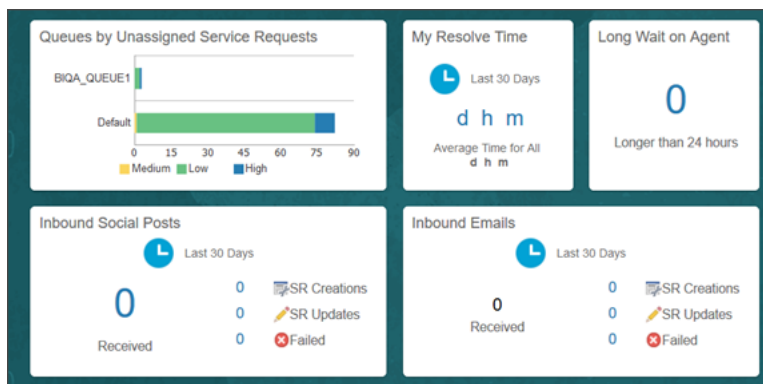 Queues by Unassigned Service Requests
BIQA_QUEUE1
Default
0 15 30 45 60 75 90
Medium Low High
My Resolve Time
Last 30 Days
d h m
Average Time for All
d h m
Long Wait on Agent
0
Longer than 24 hours
Inbound Social Posts
Last 30 Days
0
Received
0 SR Creations
0 SR Updates
0 Failed
Inbound Emails
Last 30 Days
0
Received
0 SR Creations
0 SR Updates
0 Failed